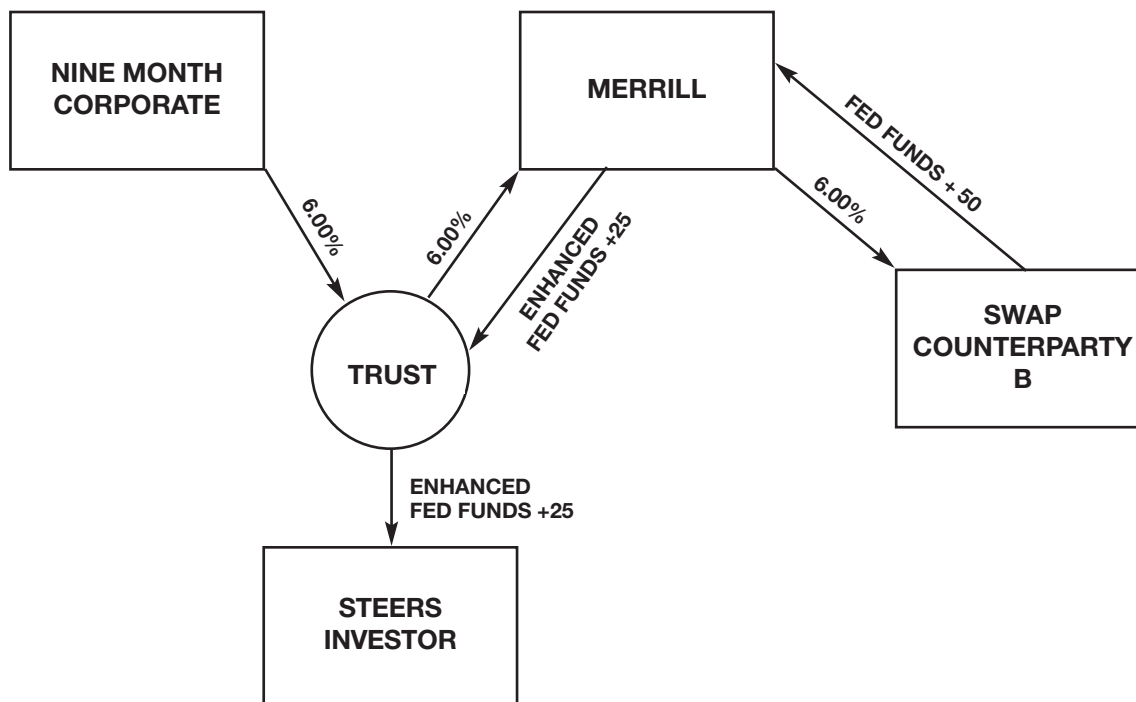 NINE MONTH
CORPORATE
MERRILL
FED FUNDS + 50
6.00%
6.00%
6.00%
ENHANCED
FED FUNDS +25
SWAP
COUNTERPARTY
B
TRUST
ENHANCED
FED FUNDS +25
STEERS
INVESTOR